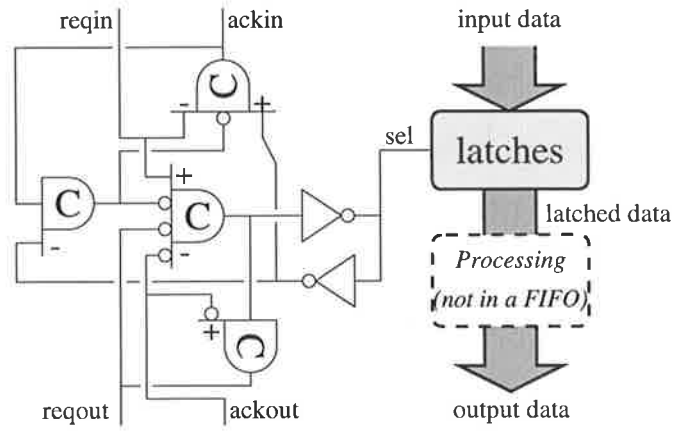 reqin
ackin
input data
C
-
+
sel
latches
C
+
C
-
-
latched data
Processing
(not in a FIFO)
+
C
reqout
ackout
output data